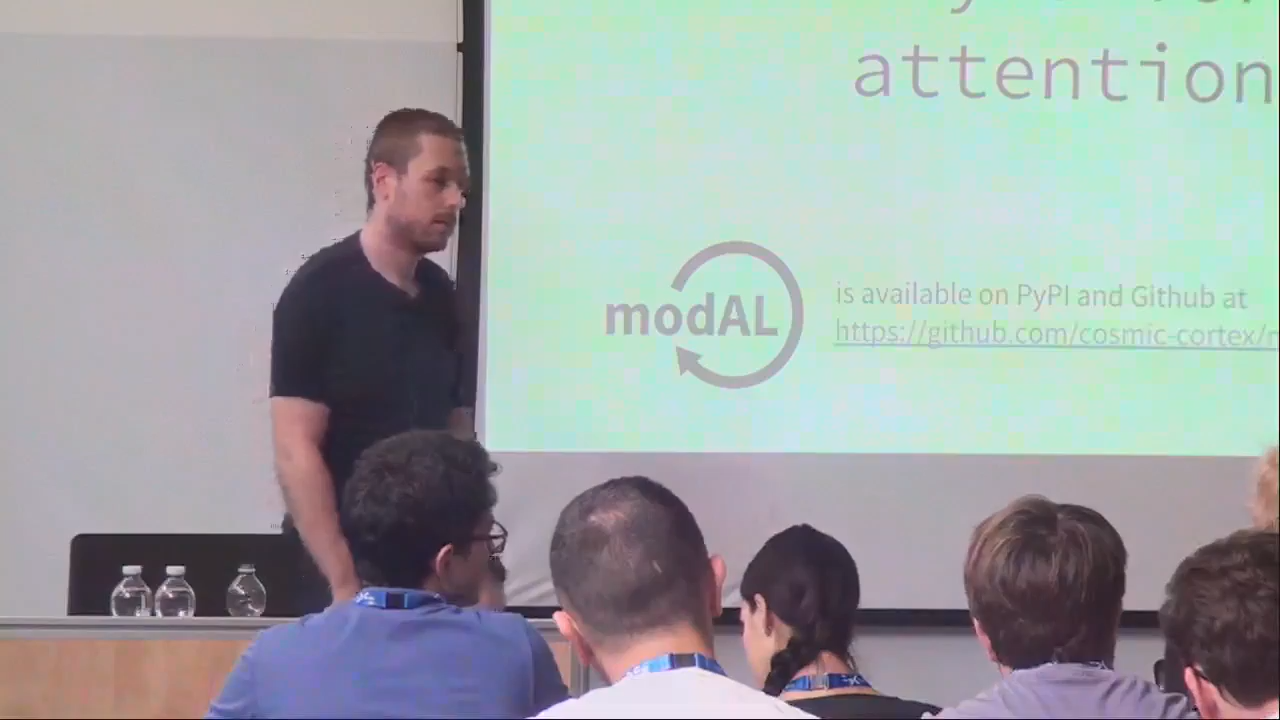 attention
modAL
is available on PyPI and Github at
https://github.com/cosmic-cortex/